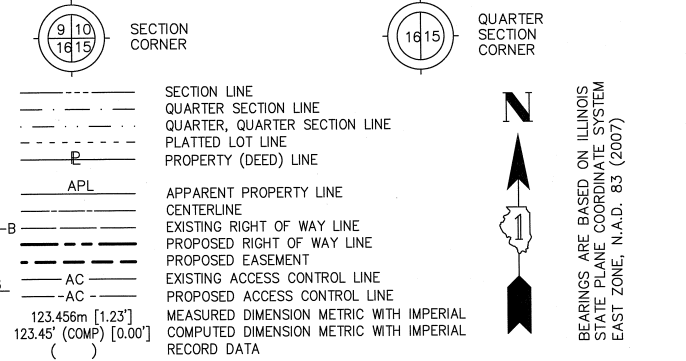 9 10
16 15
SECTION
CORNER
16 15
QUARTER
SECTION
CORNER
SECTION LINE
QUARTER SECTION LINE
QUARTER, QUARTER SECTION LINE
PLATTED LOT LINE
PL PROPERTY (DEED) LINE
APL APPARENT PROPERTY LINE
CENTERLINE
-B EXISTING RIGHT OF WAY LINE
PROPOSED RIGHT OF WAY LINE
PROPOSED EASEMENT
AC EXISTING ACCESS CONTROL LINE
AC PROPOSED ACCESS CONTROL LINE
123.456m [1.23'] MEASURED DIMENSION METRIC WITH IMPERIAL
123.45' (COMP) [0.00'] COMPUTED DIMENSION METRIC WITH IMPERIAL
( ) RECORD DATA
N
1
BEARINGS ARE BASED ON ILLINOIS
STATE PLANE COORDINATE SYSTEM
EAST ZONE, N.A.D. 83 (2007)